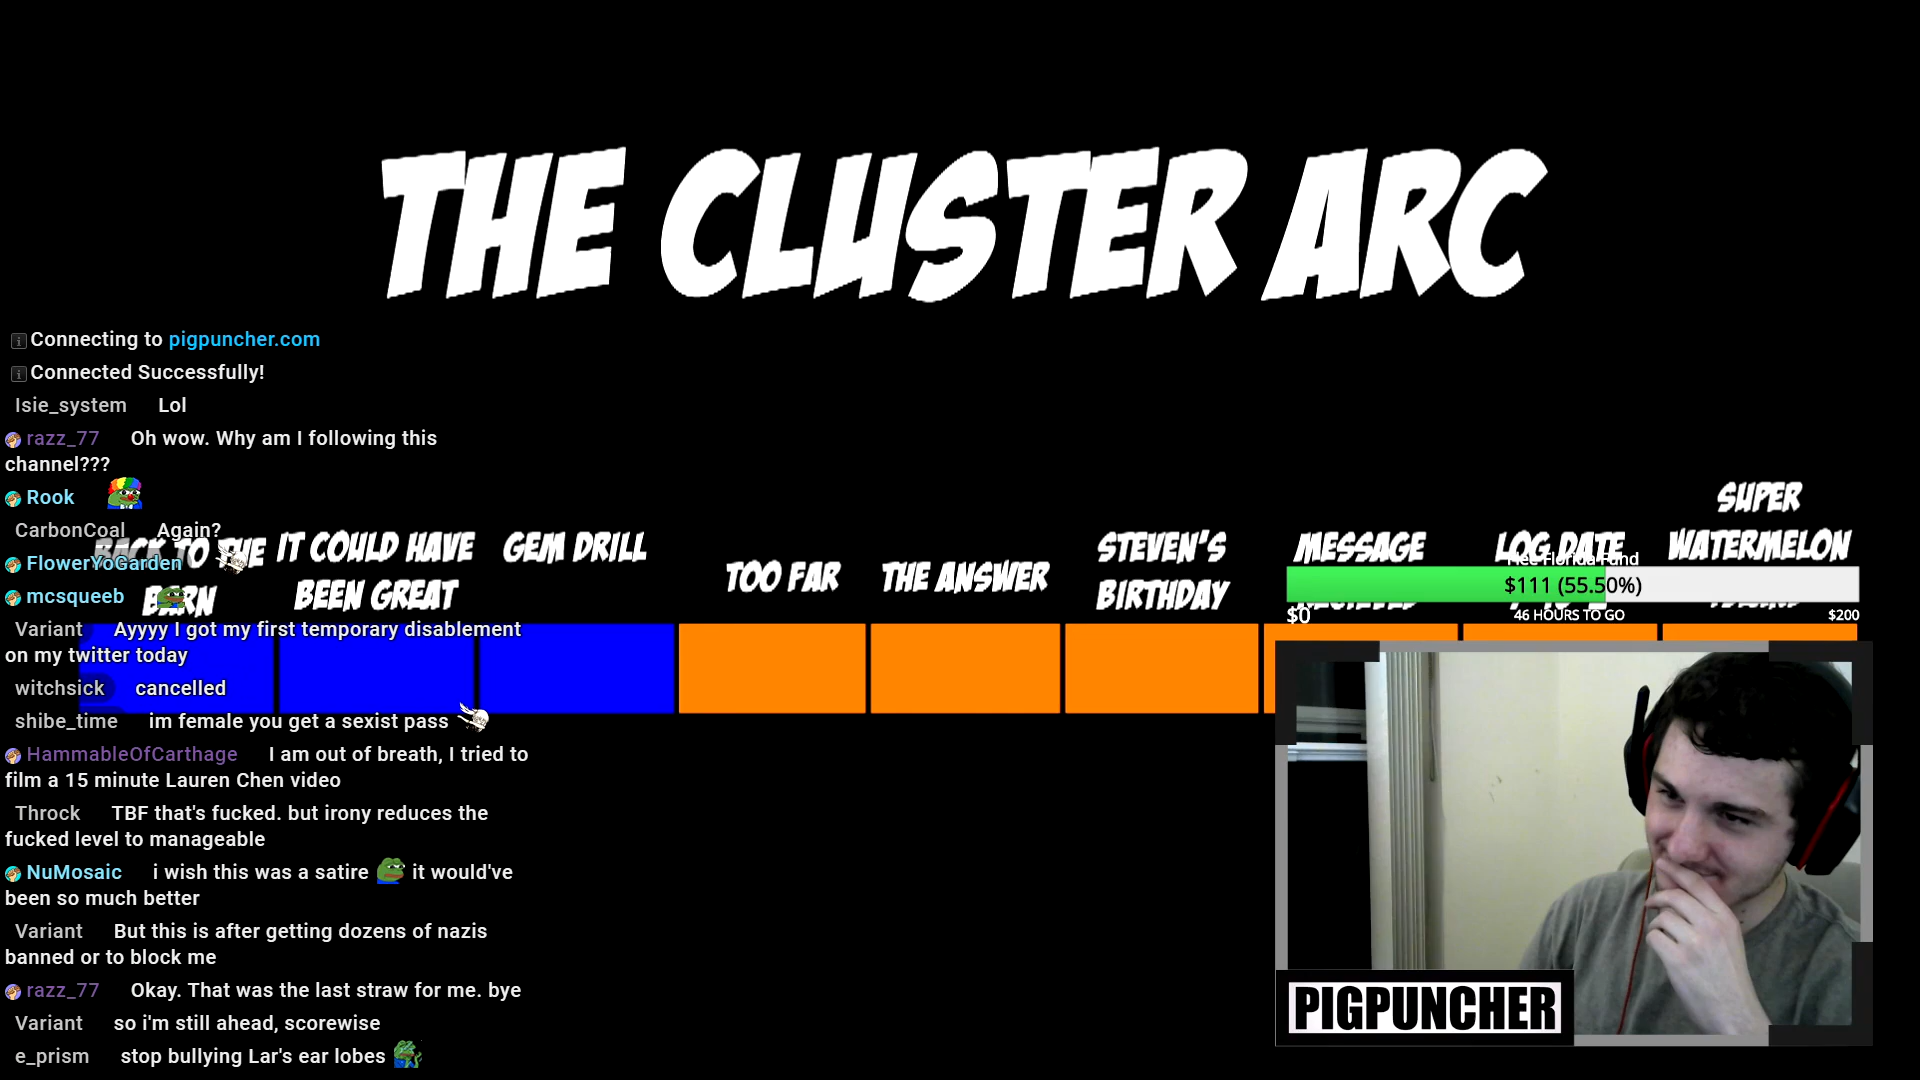 THE CLUSTER ARC
Connecting to pigpuncher.com
Connected Successfully!
Isie_system Lol
razz_77 Oh wow. Why am I following this
channel???
Rook
CarbonCoal Again?
FlowerYoGarden
mcsqueeb
Variant Ayyyy I got my first temporary disablement
on my twitter today
witchsick cancelled
shibe_time im female you get a sexist pass
HammableOfCarthage I am out of breath, I tried to
film a 15 minute Lauren Chen video
Throck TBF that's fucked. but irony reduces the
fucked level to manageable
NuMosaic i wish this was a satire it would've
been so much better
Variant But this is after getting dozens of nazis
banned or to block me
razz_77 Okay. That was the last straw for me. bye
Variant so i'm still ahead, scorewise
e_prism stop bullying Lar's ear lobes
BACK TO THE
BARN
IT COULD HAVE
BEEN GREAT
GEM DRILL
TOO FAR
THE ANSWER
STEVEN'S
BIRTHDAY
MESSAGE
LOG DATE
SUPER
WATERMELON
Florida Fund
$111 (55.50%)
$0
46 HOURS TO GO
$200
PIGPUNCHER